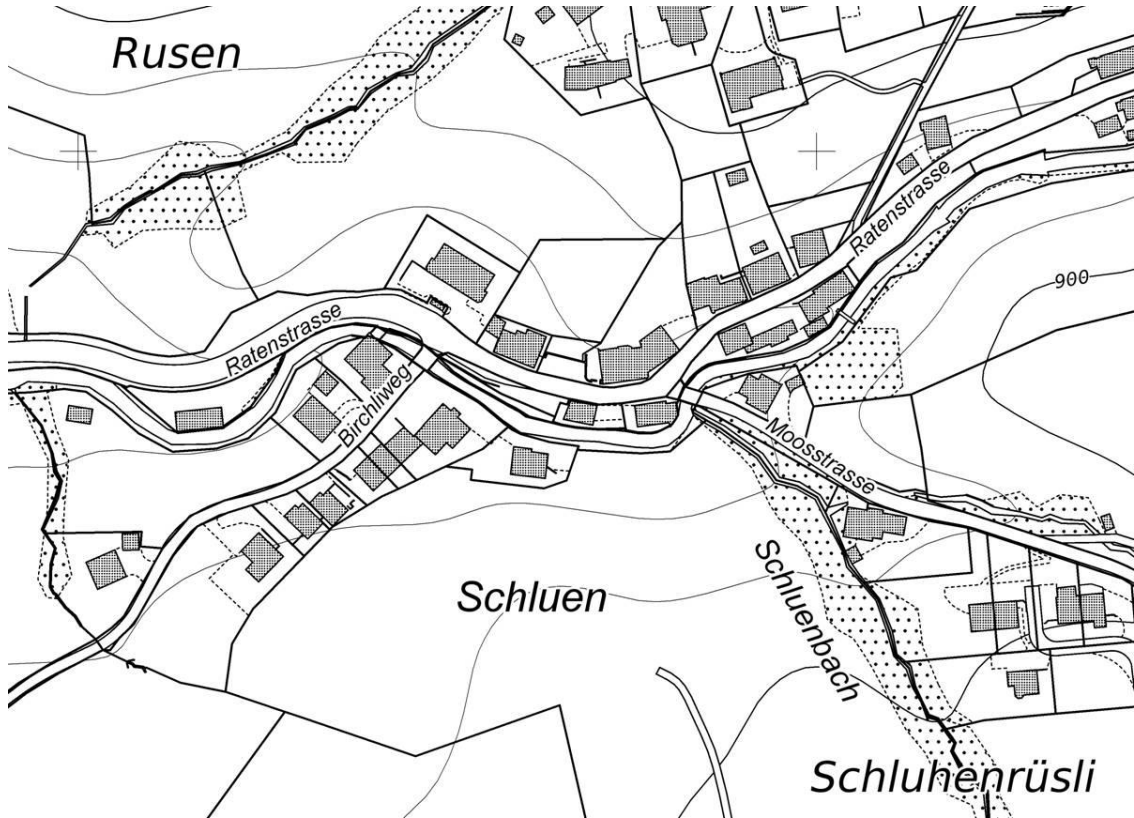 Rusen
Ratenstrasse
900
Ratenstrasse
Birchliweg
Moosstrasse
Schluen
Schluenbach
Schluhenrüsli